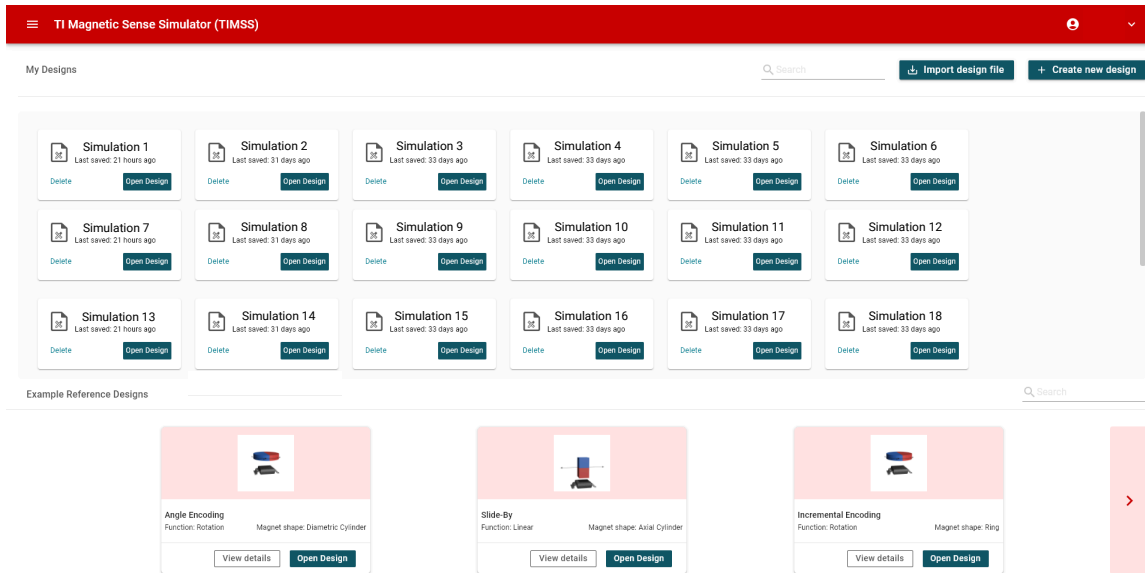 TI Magnetic Sense Simulator (TIMSS)
My Designs
Search
Import design file
+ Create new design
Simulation 1
Last saved: 21 hours ago
Delete
Open Design
Simulation 2
Last saved: 31 days ago
Delete
Open Design
Simulation 3
Last saved: 33 days ago
Delete
Open Design
Simulation 4
Last saved: 33 days ago
Delete
Open Design
Simulation 5
Last saved: 33 days ago
Delete
Open Design
Simulation 6
Last saved: 33 days ago
Delete
Open Design
Simulation 7
Last saved: 21 hours ago
Delete
Open Design
Simulation 8
Last saved: 31 days ago
Delete
Open Design
Simulation 9
Last saved: 33 days ago
Delete
Open Design
Simulation 10
Last saved: 33 days ago
Delete
Open Design
Simulation 11
Last saved: 33 days ago
Delete
Open Design
Simulation 12
Last saved: 33 days ago
Delete
Open Design
Simulation 13
Last saved: 21 hours ago
Delete
Open Design
Simulation 14
Last saved: 31 days ago
Delete
Open Design
Simulation 15
Last saved: 33 days ago
Delete
Open Design
Simulation 16
Last saved: 33 days ago
Delete
Open Design
Simulation 17
Last saved: 33 days ago
Delete
Open Design
Simulation 18
Last saved: 33 days ago
Delete
Open Design
Example Reference Designs
Search
Angle Encoding
Function: Rotation Magnet shape: Diametric Cylinder
View details
Open Design
Slide-By
Function: Linear Magnet shape: Axial Cylinder
View details
Open Design
Incremental Encoding
Function: Rotation Magnet shape: Ring
View details
Open Design